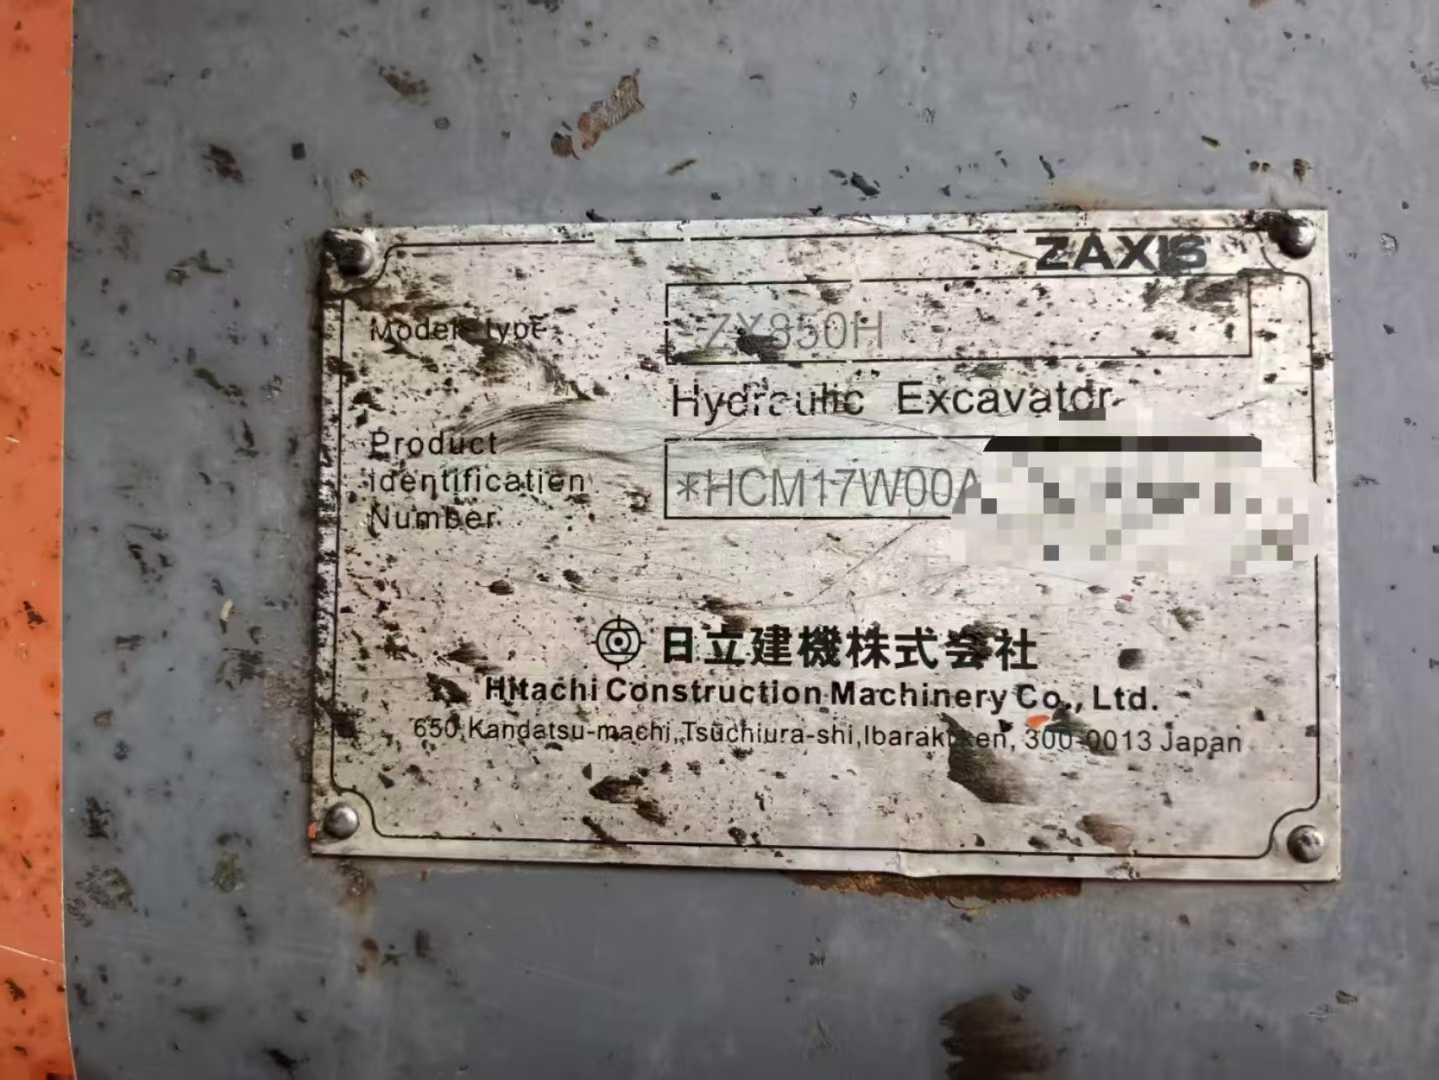 ZAXIS
Model Type
ZX850H
Hydraulic Excavator
Product
Identification
Number
*HCM17W00A
日立建機株式会社
Hitachi Construction Machinery Co., Ltd.
650, Kandatsu-machi, Tsuchiura-shi, Ibaraki-ken, 300-0013 Japan